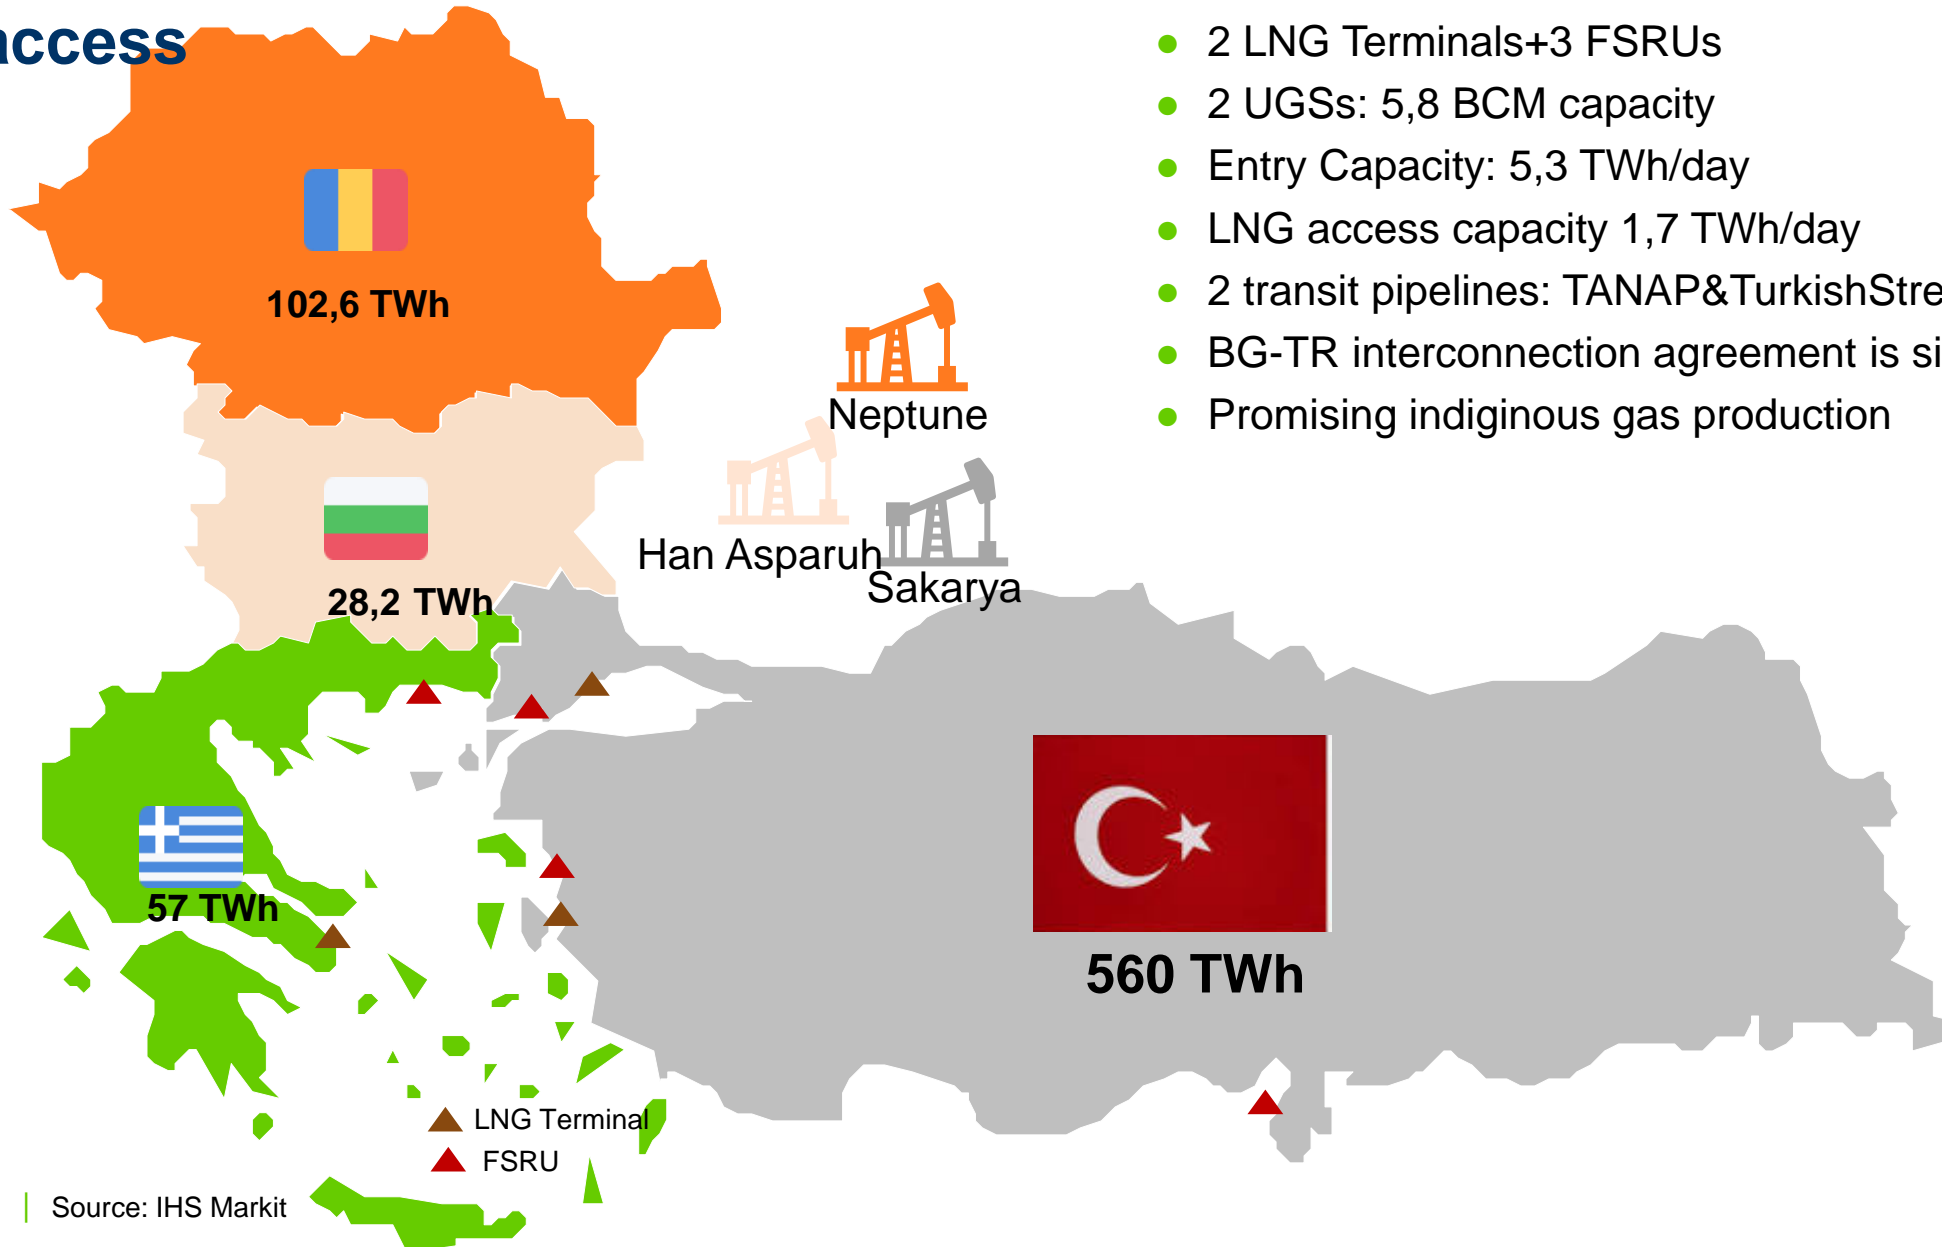 access
2 LNG Terminals+3 FSRUs
2 UGSs: 5,8 BCM capacity
Entry Capacity: 5,3 TWh/day
LNG access capacity 1,7 TWh/day
2 transit pipelines: TANAP&TurkishStre
BG-TR interconnection agreement is si
Promising indiginous gas production
102,6 TWh
Neptune
Han Asparuh
Sakarya
28,2 TWh
57 TWh
560 TWh
LNG Terminal
FSRU
Source: IHS Markit